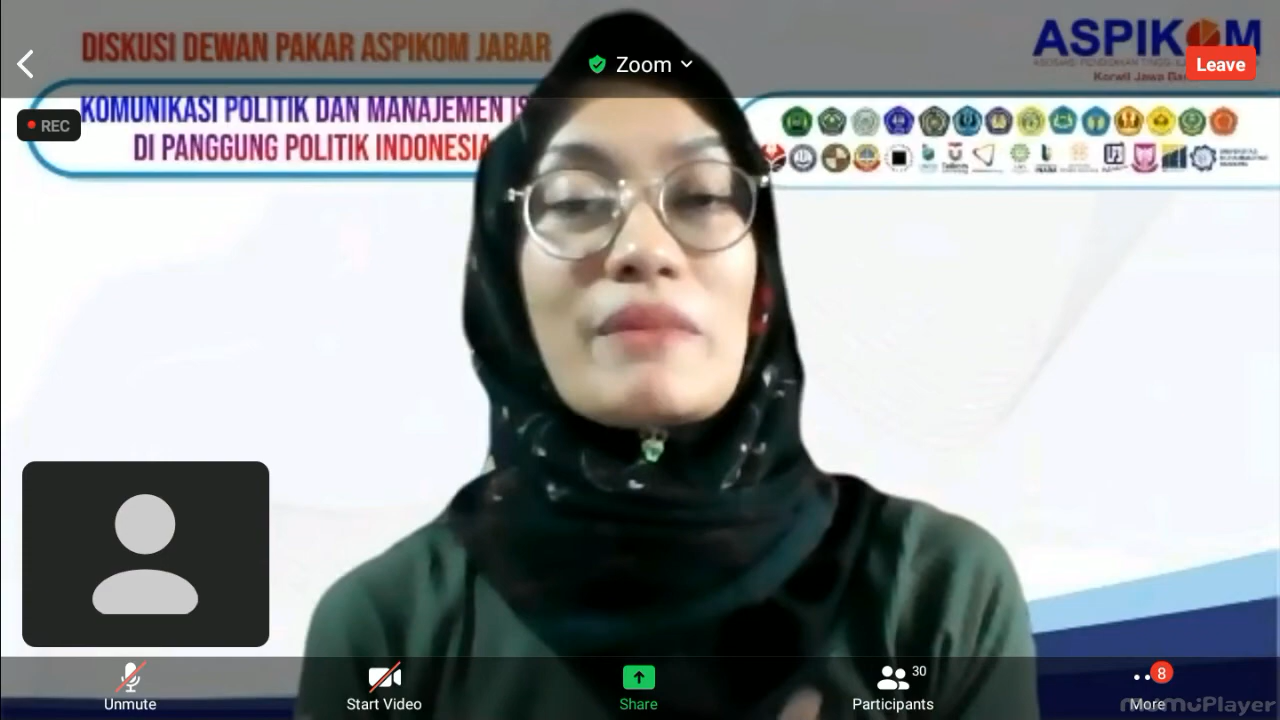 DISKUSI DEWAN PAKAR ASPIKOM JABAR
ASPIKOM
Korwil Jawa Ba
Zoom
Leave
REC
KOMUNIKASI POLITIK DAN MANAJEMEN IS
DI PANGGUNG POLITIK INDONESIA
Unmute
Start Video
Share
30
Participants
8
More
MuMuPlayer